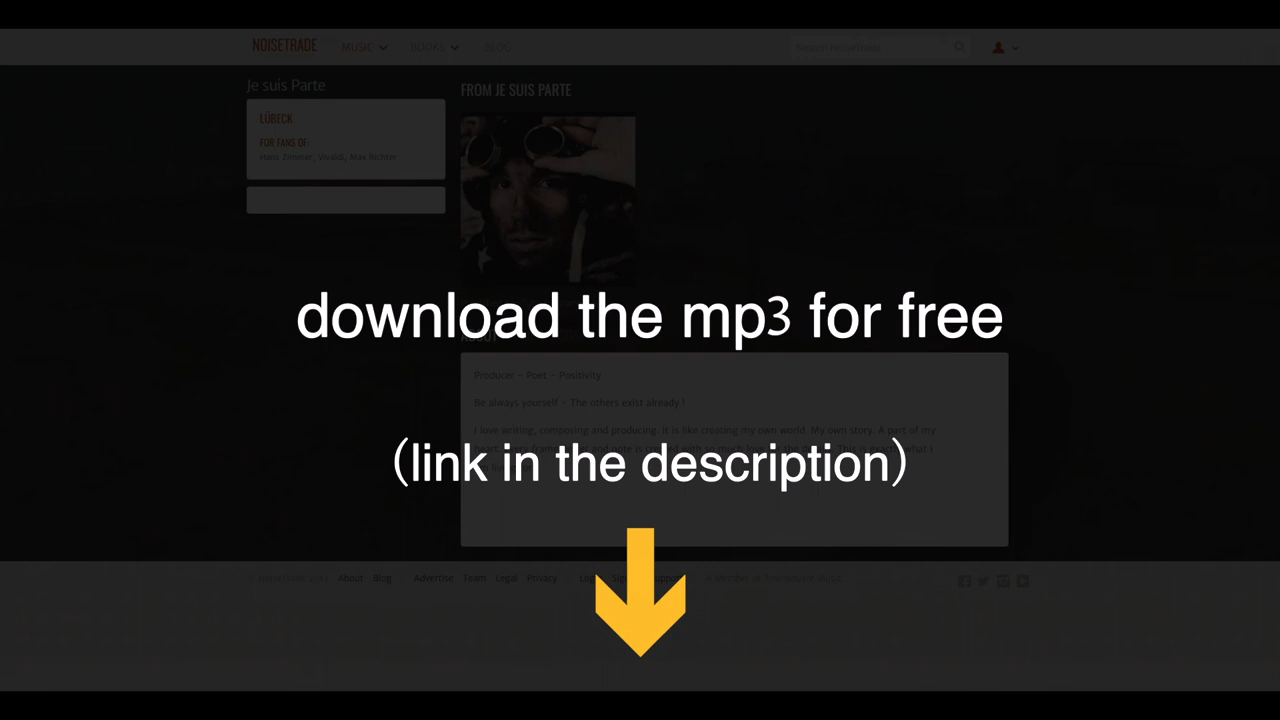 NOISETRADE MUSIC BOOKS BLOG Search NoiseTrade
Je suis Parte
FROM JE SUIS PARTE
LÜBECK
FOR FANS OF:
Hans Zimmer, Vivaldi, Max Richter
download the mp3 for free
ABOUT
Producer - Poet - Positivity
Be always yourself - The others exist already !
I love writing, composing and producing. It is like creating my own world. My own story. A part of my
(link in the description)
About Blog Advertise Team Legal Privacy